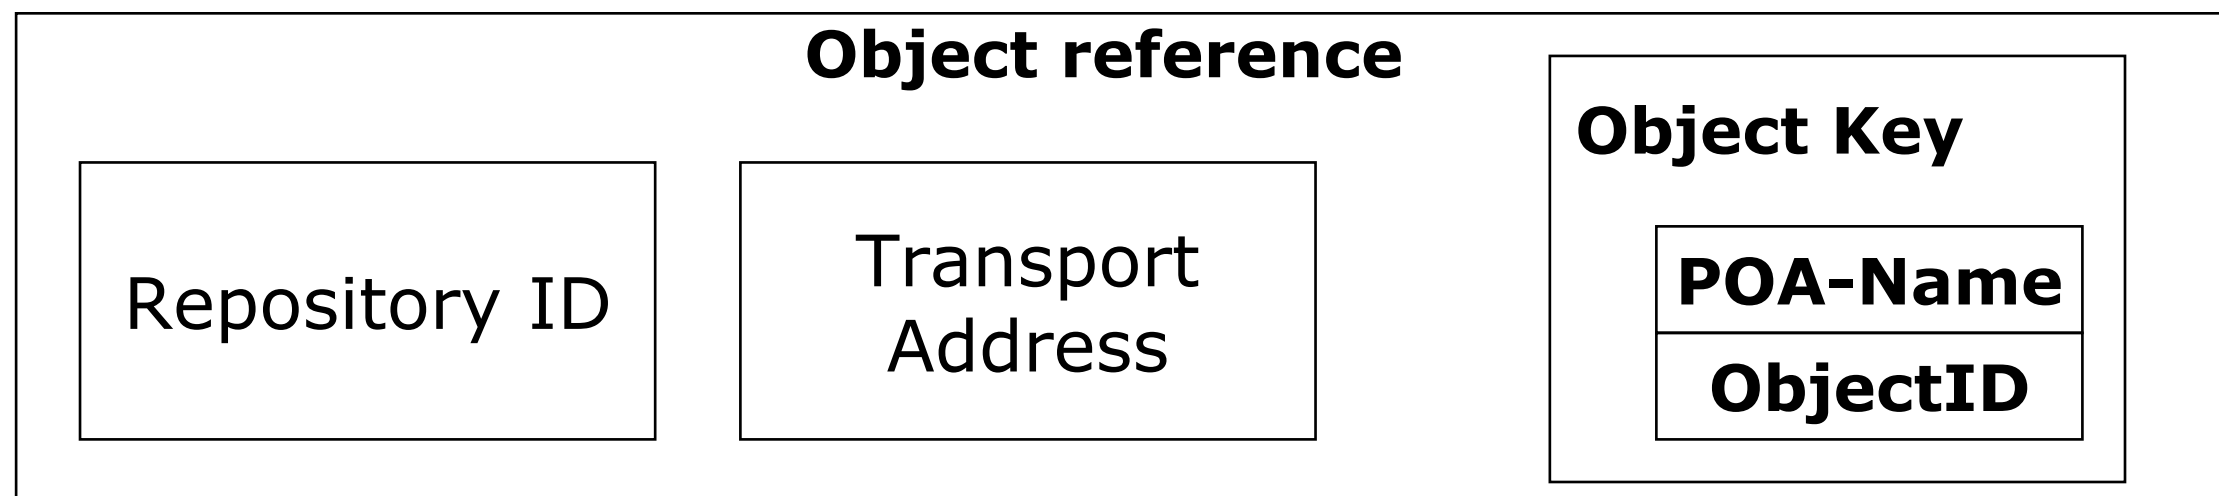 Object reference
Repository ID
Transport
Address
Object Key
POA-Name
ObjectID